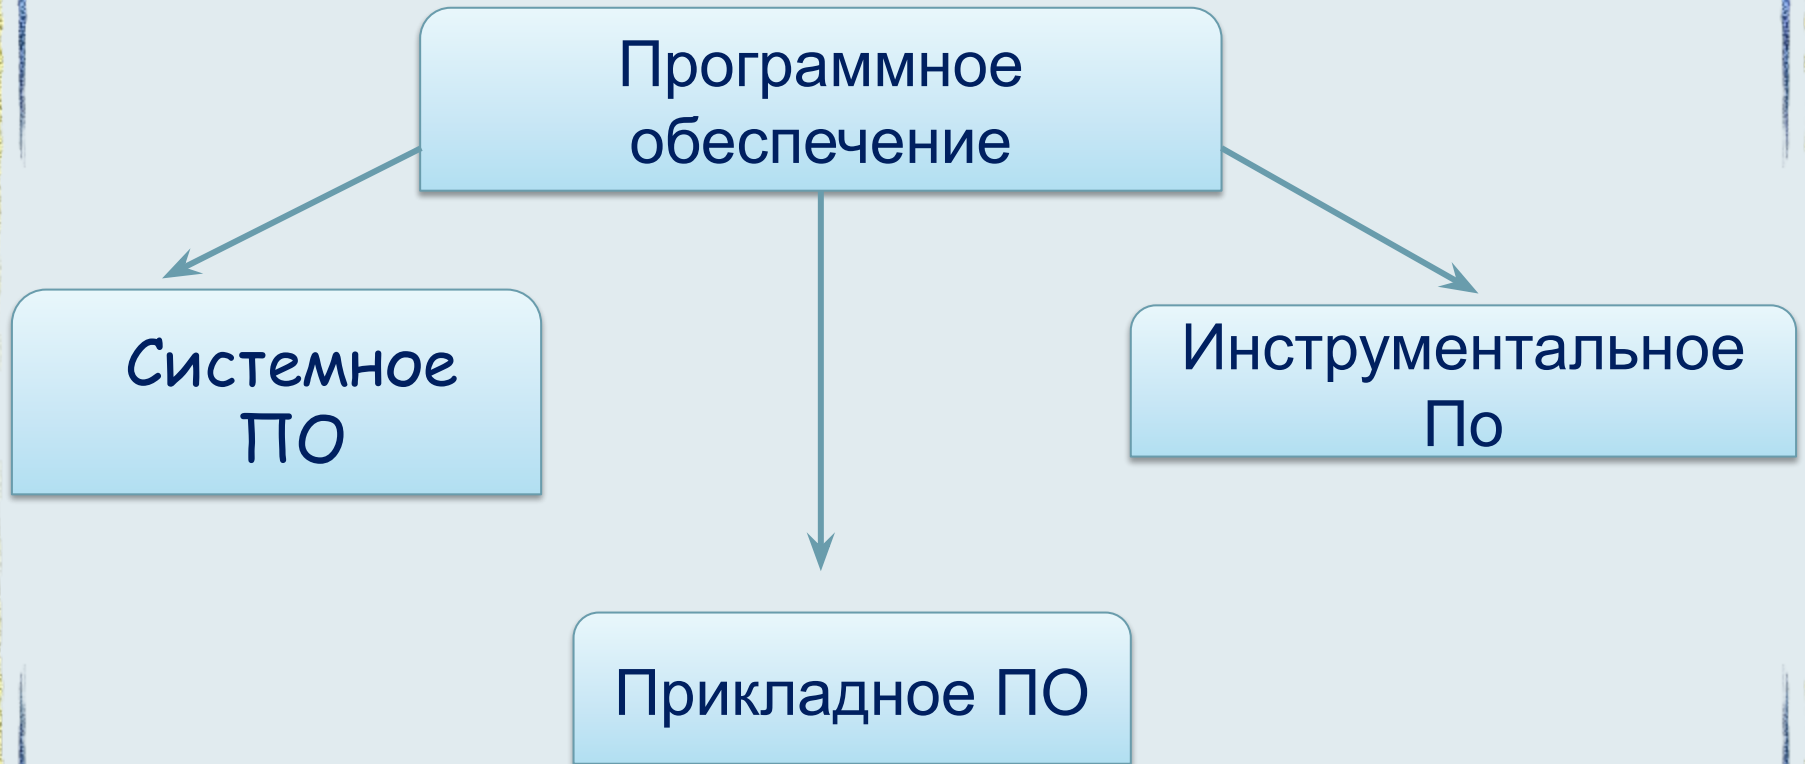 Программное
обеспечение
Системное
ПО
Инструментальное
По
Прикладное ПО